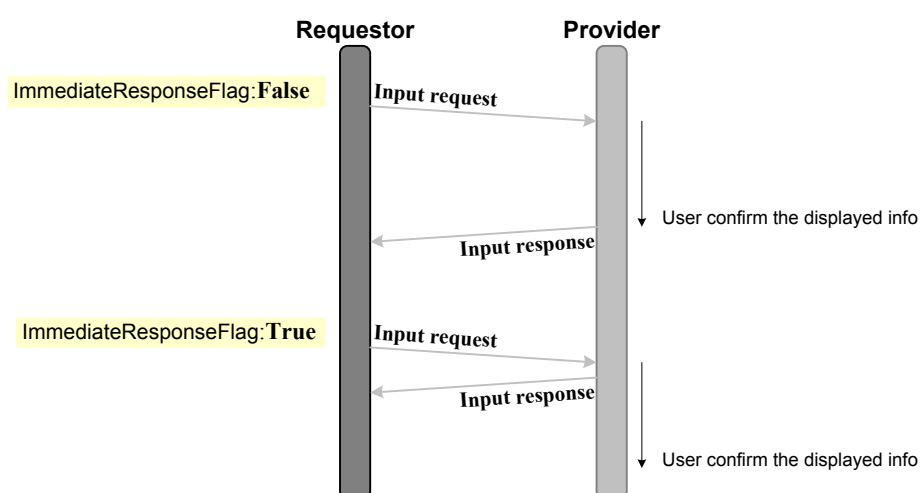 Requestor Provider
ImmediateResponseFlag:False
Input request
User confirm the displayed info
Input response
ImmediateResponseFlag:True
Input request
Input response
User confirm the displayed info